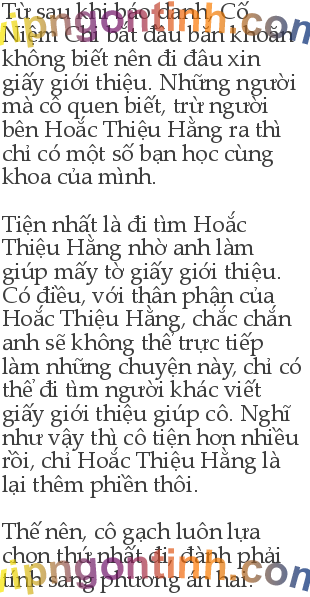 Từ sau khi báo danh, Cố
Niệm Chi bắt đầu băn khoăn
không biết nên đi đâu xin
giấy giới thiệu. Những người
mà cô quen biết, trừ người
bên Hoắc Thiệu Hằng ra thì
chỉ có một số bạn học cùng
khoa của mình.
Tiện nhất là đi tìm Hoắc
Thiệu Hằng nhờ anh làm
giúp mấy tờ giấy giới thiệu.
Có điều, với thân phận của
Hoắc Thiệu Hằng, chắc chắn
anh sẽ không thể trực tiếp
làm những chuyện này, chỉ có
thể đi tìm người khác viết
giấy giới thiệu giúp cô. Nghĩ
như vậy thì cô tiện hơn nhiều
rồi, chỉ Hoắc Thiệu Hằng là
lại thêm phiền thôi.
Thế nên, cô gạch luôn lựa
chọn thứ nhất đi, đành phải
tính sang phương án hai.